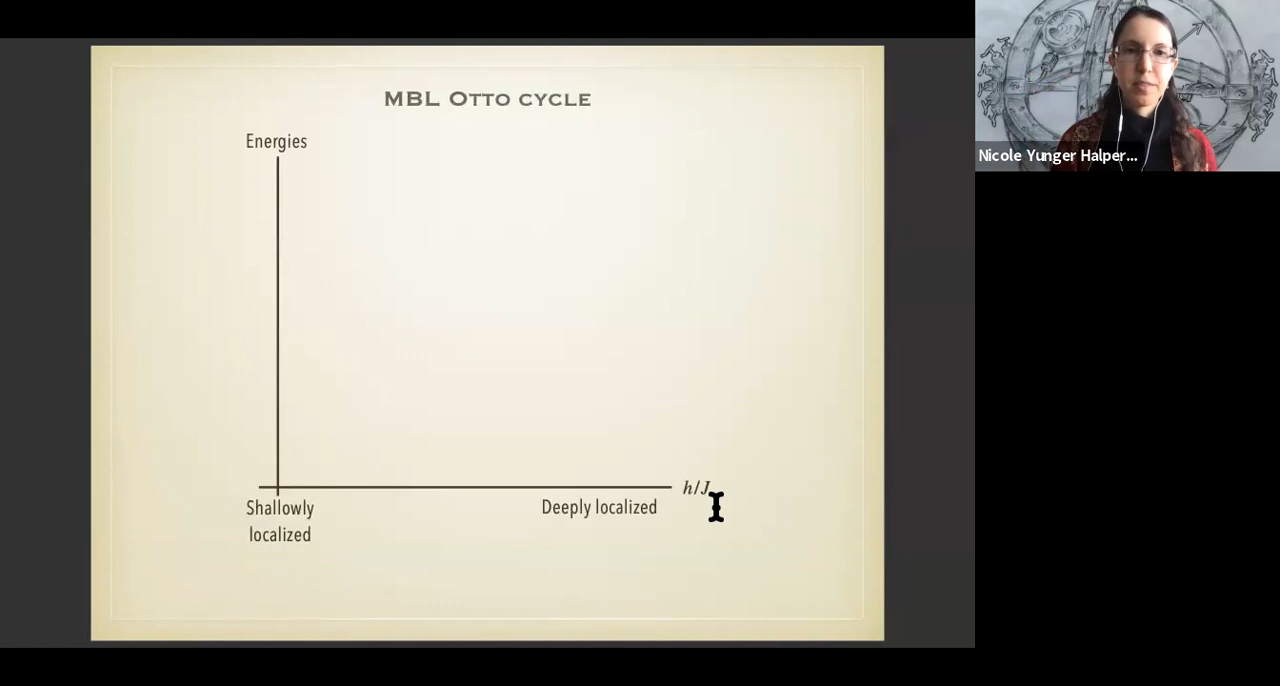 MBL OTTO CYCLE
Energies
Nicole Yunger Halper...
h/J
Shallowly
localized
Deeply localized